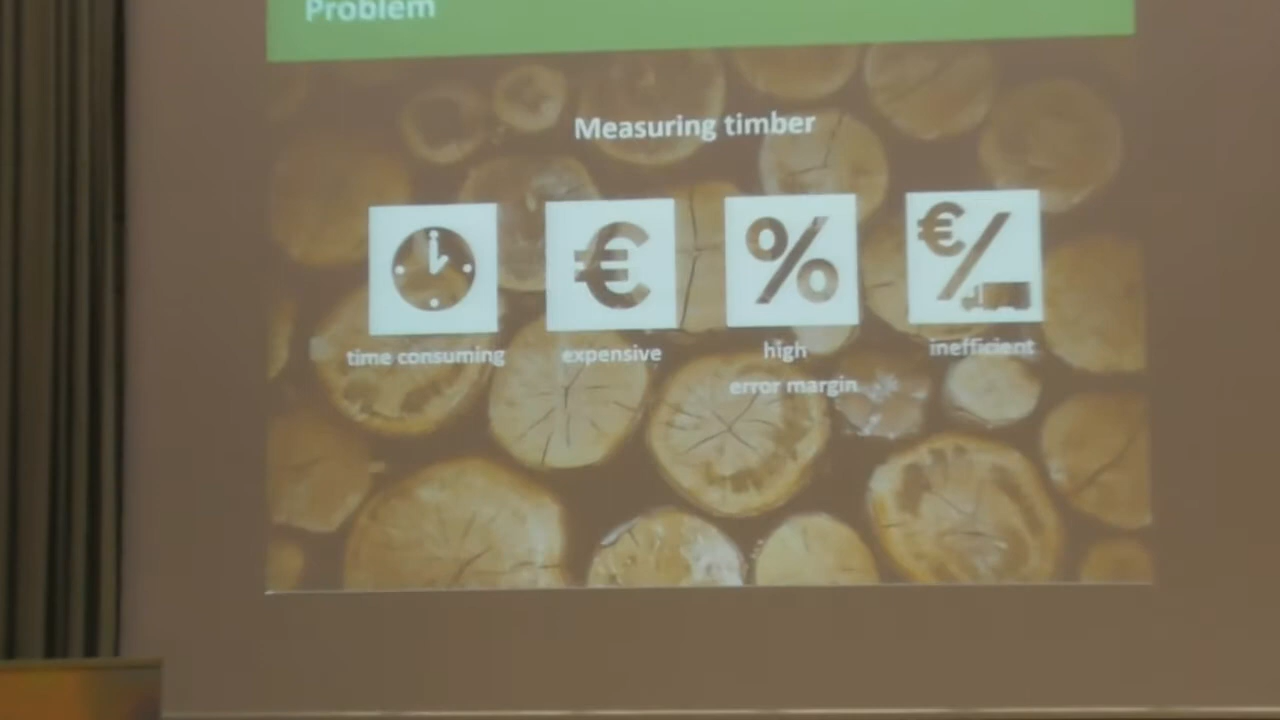 Problem
Measuring timber
€
%
€/
time consuming
expensive
high
error margin
inefficient